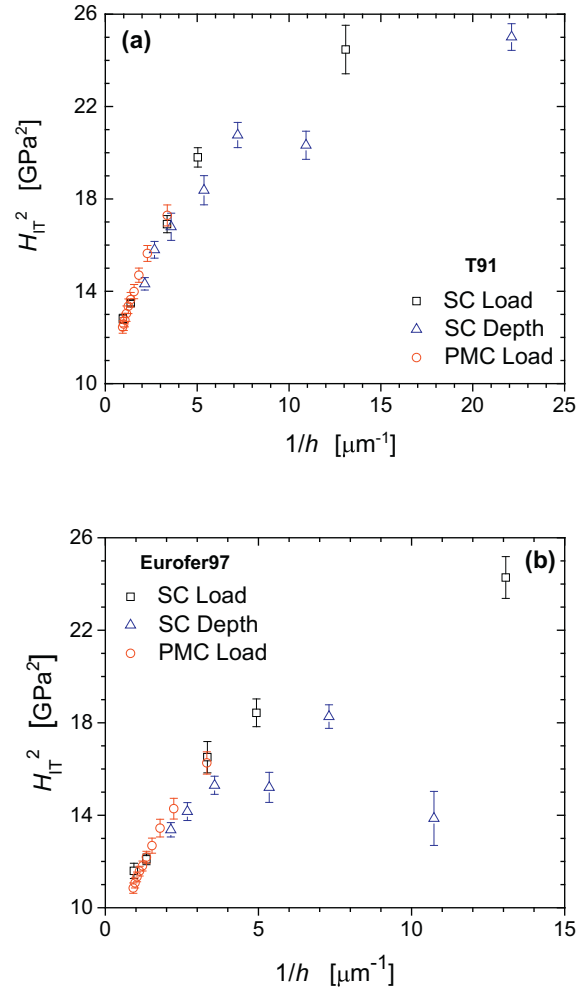 (a)
26
22
18
14
10
H_IT^2 [GPa^2]
T91
SC Load
SC Depth
PMC Load
0 5 10 15 20 25
1/h [μm^-1]
Eurofer97
(b)
SC Load
SC Depth
PMC Load
26
22
18
14
10
H_IT^2 [GPa^2]
0 5 10 15
1/h [μm^-1]